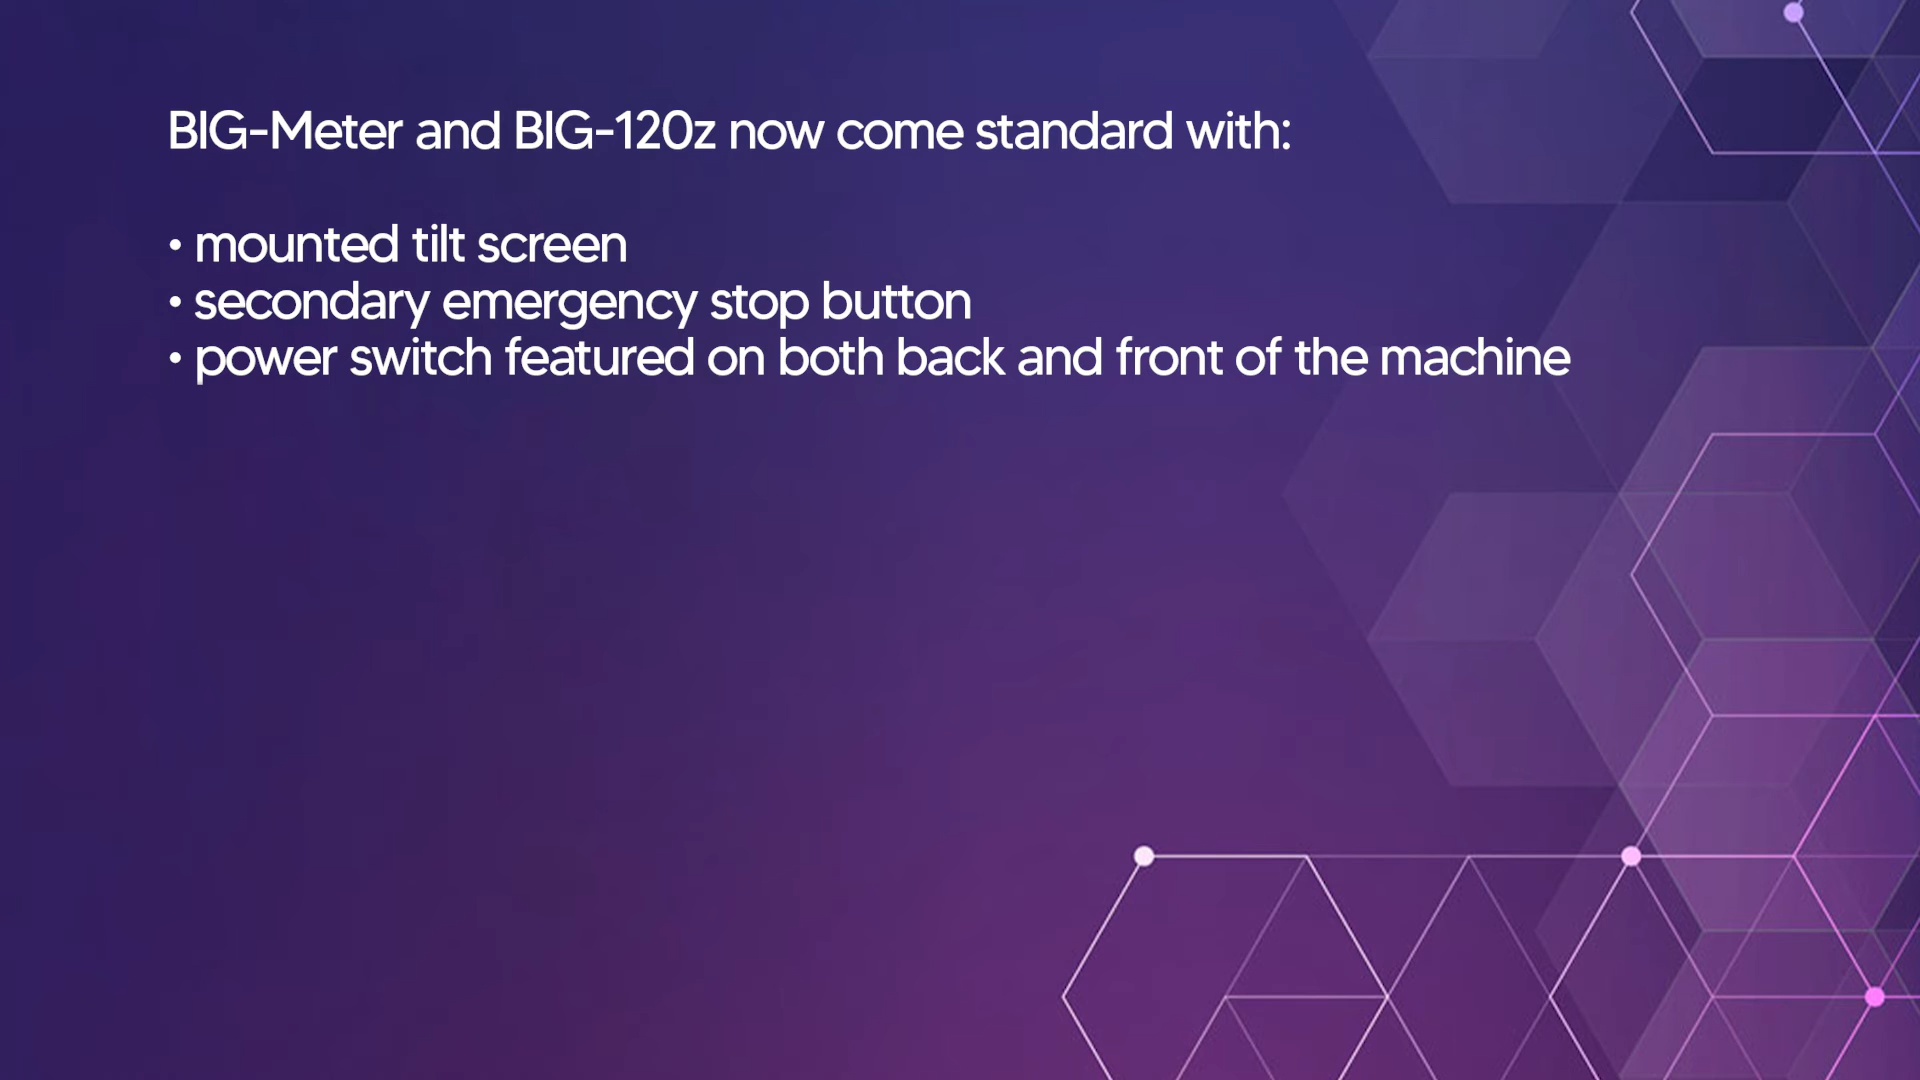 BIG-Meter and BIG-120z now come standard with:
• mounted tilt screen
• secondary emergency stop button
• power switch featured on both back and front of the machine